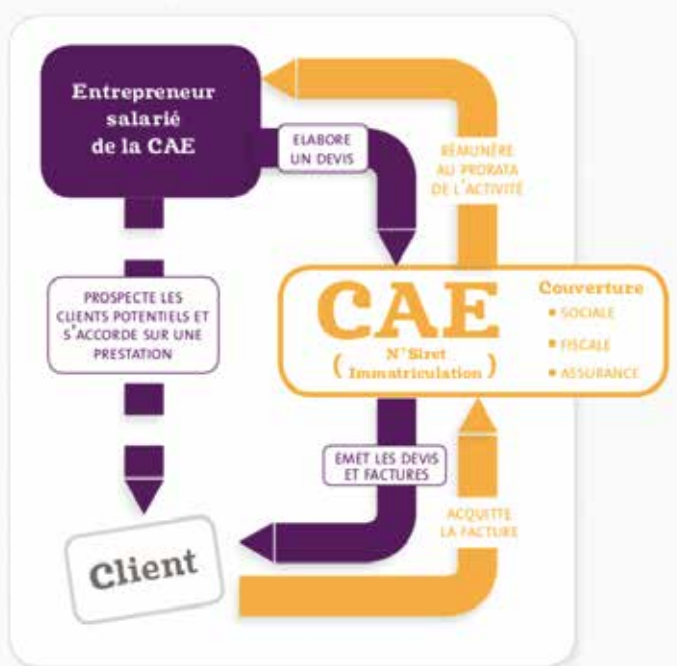 Entrepreneur
salarié
de la CAE
ELABORE
UN DEVIS
RÉMUNÈRE
AU PRORATA
DE L'ACTIVITÉ
PROSPECTE LES
CLIENTS POTENTIELS ET
S'ACCORDE SUR UNE
PRESTATION
CAE
(N°Siret
Immatriculation)
Couverture
▪ SOCIALE
▪ FISCALE
▪ ASSURANCE
EMET LES DEVIS
ET FACTURES
ACQUITTE
LA FACTURE
Client